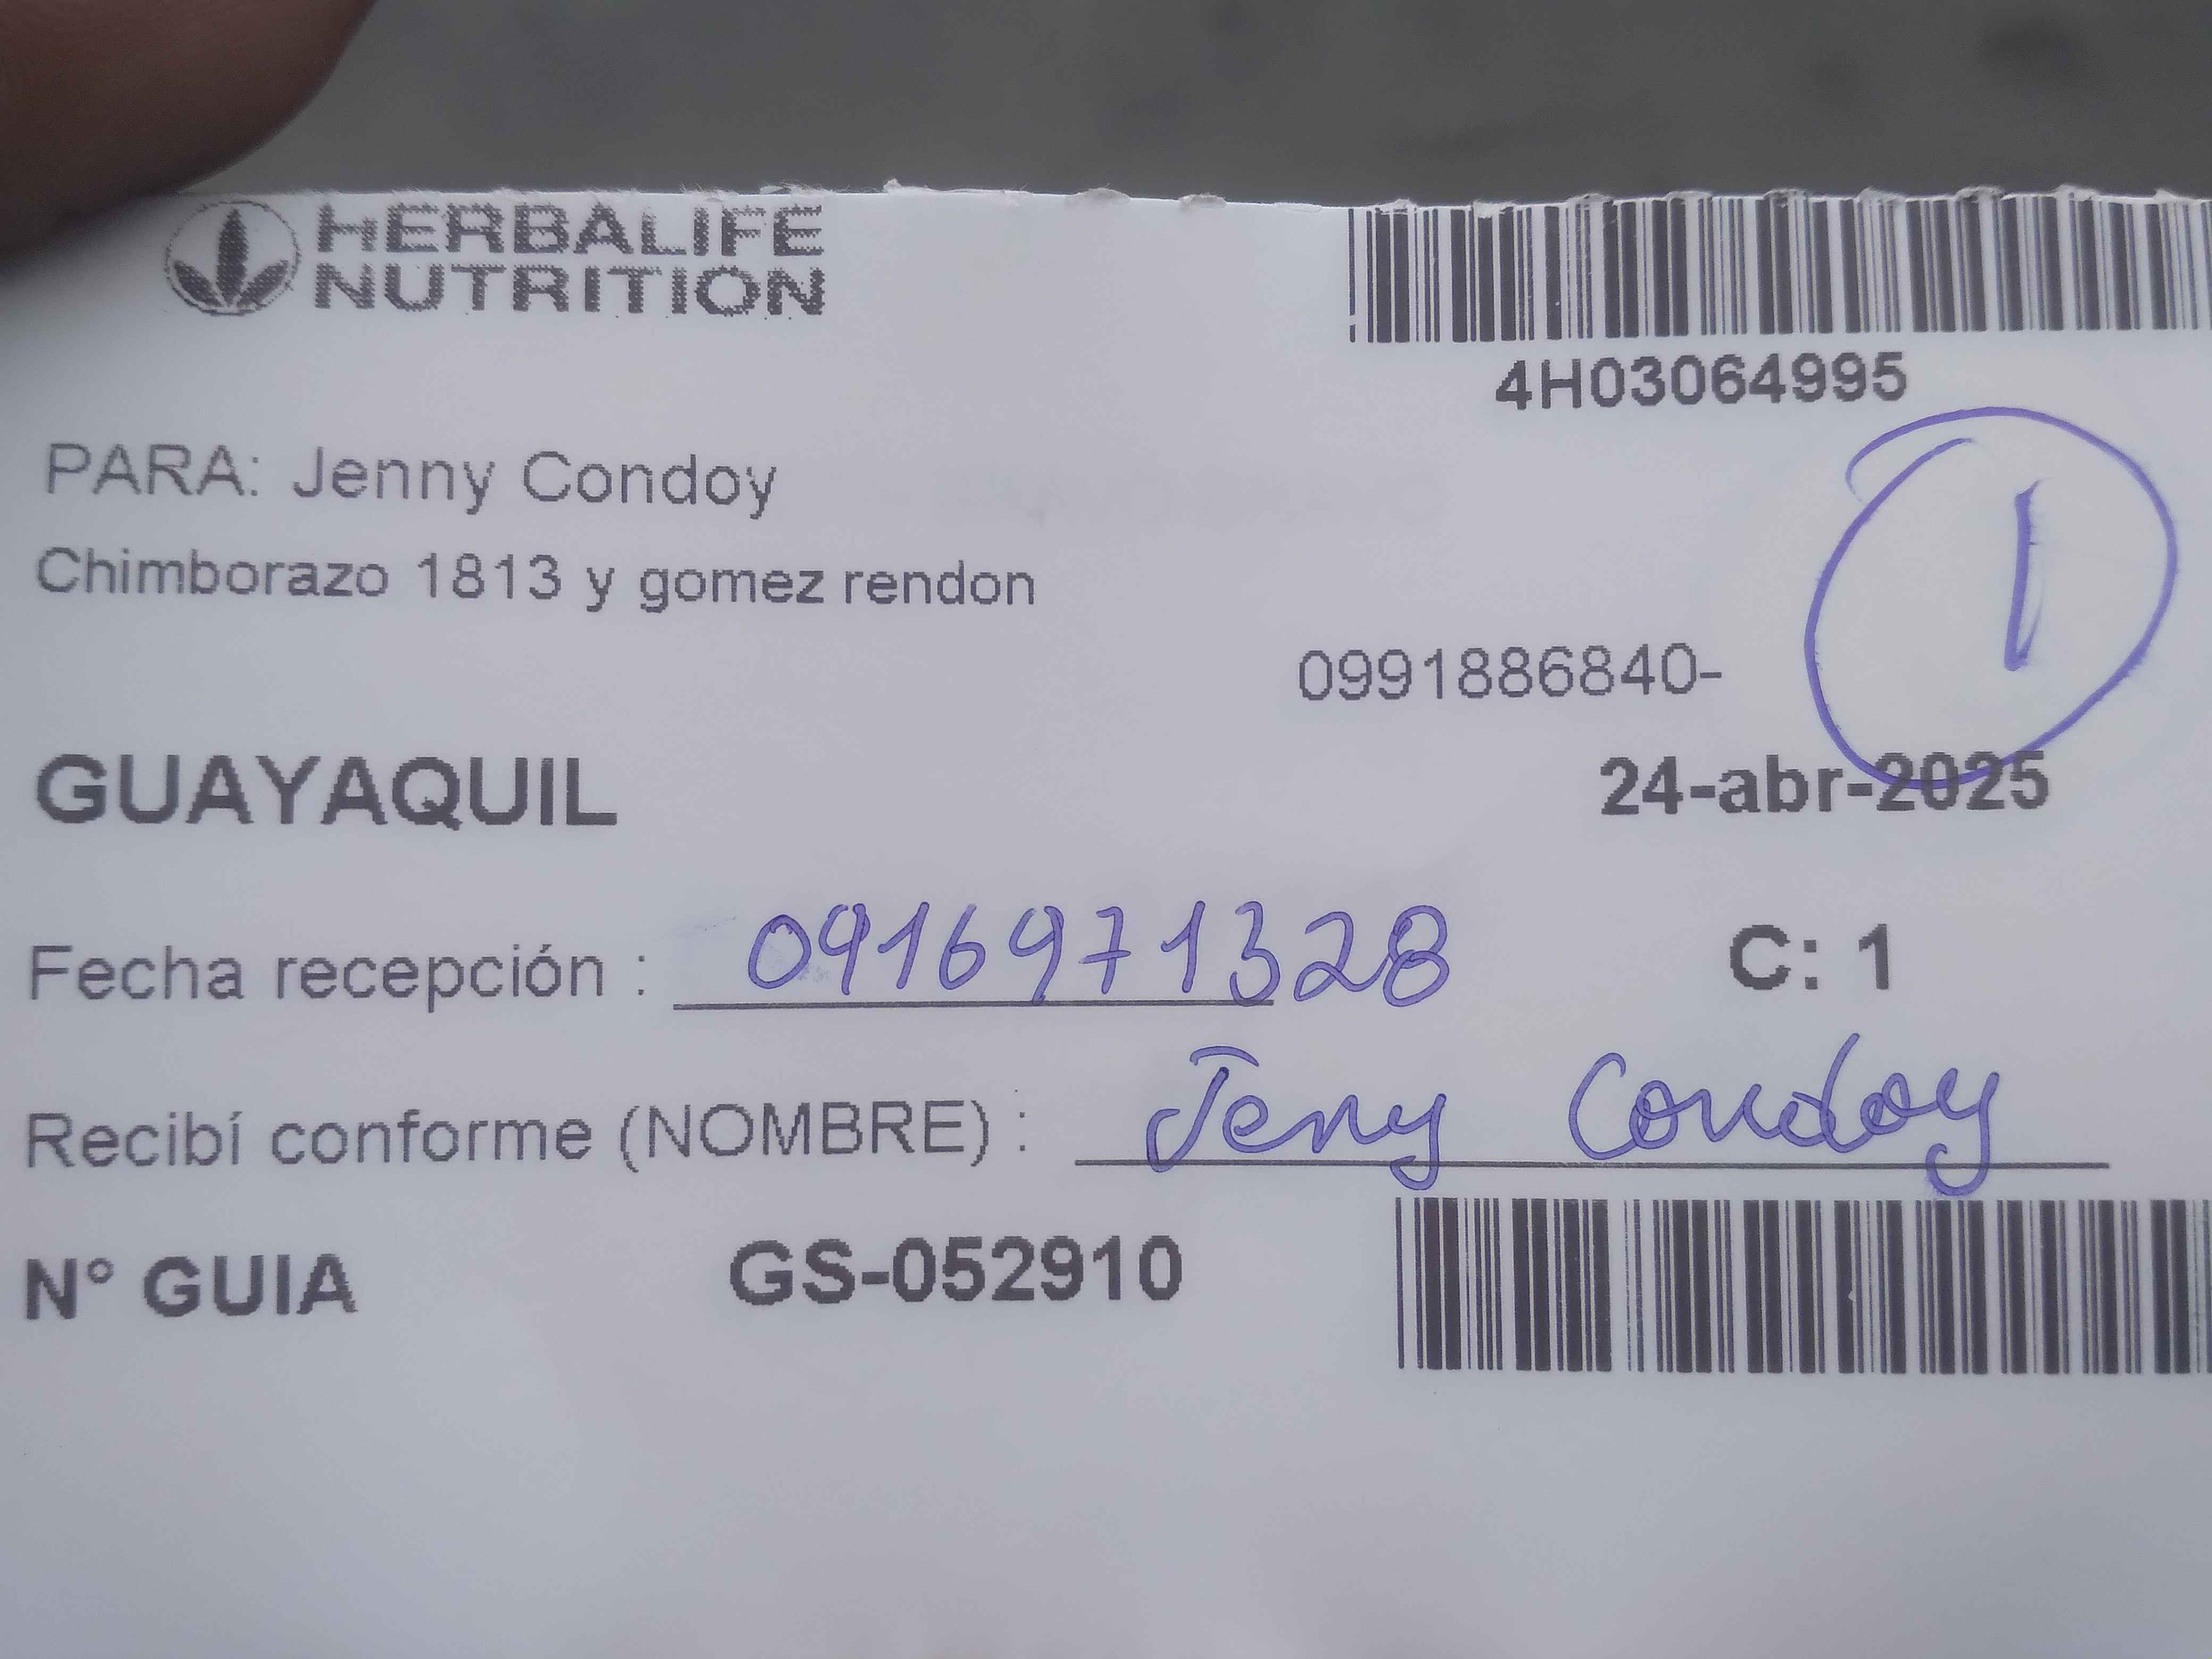 HERBALIFE
NUTRITION
4H03064995
PARA: Jenny Condoy
1
Chimborazo 1813 y gomez rendon
0991886840-
GUAYAQUIL 24-abr-2025
Fecha recepción : 0916971328 C: 1
Recibí conforme (NOMBRE) : Jeny Condoy
N° GUIA GS-052910